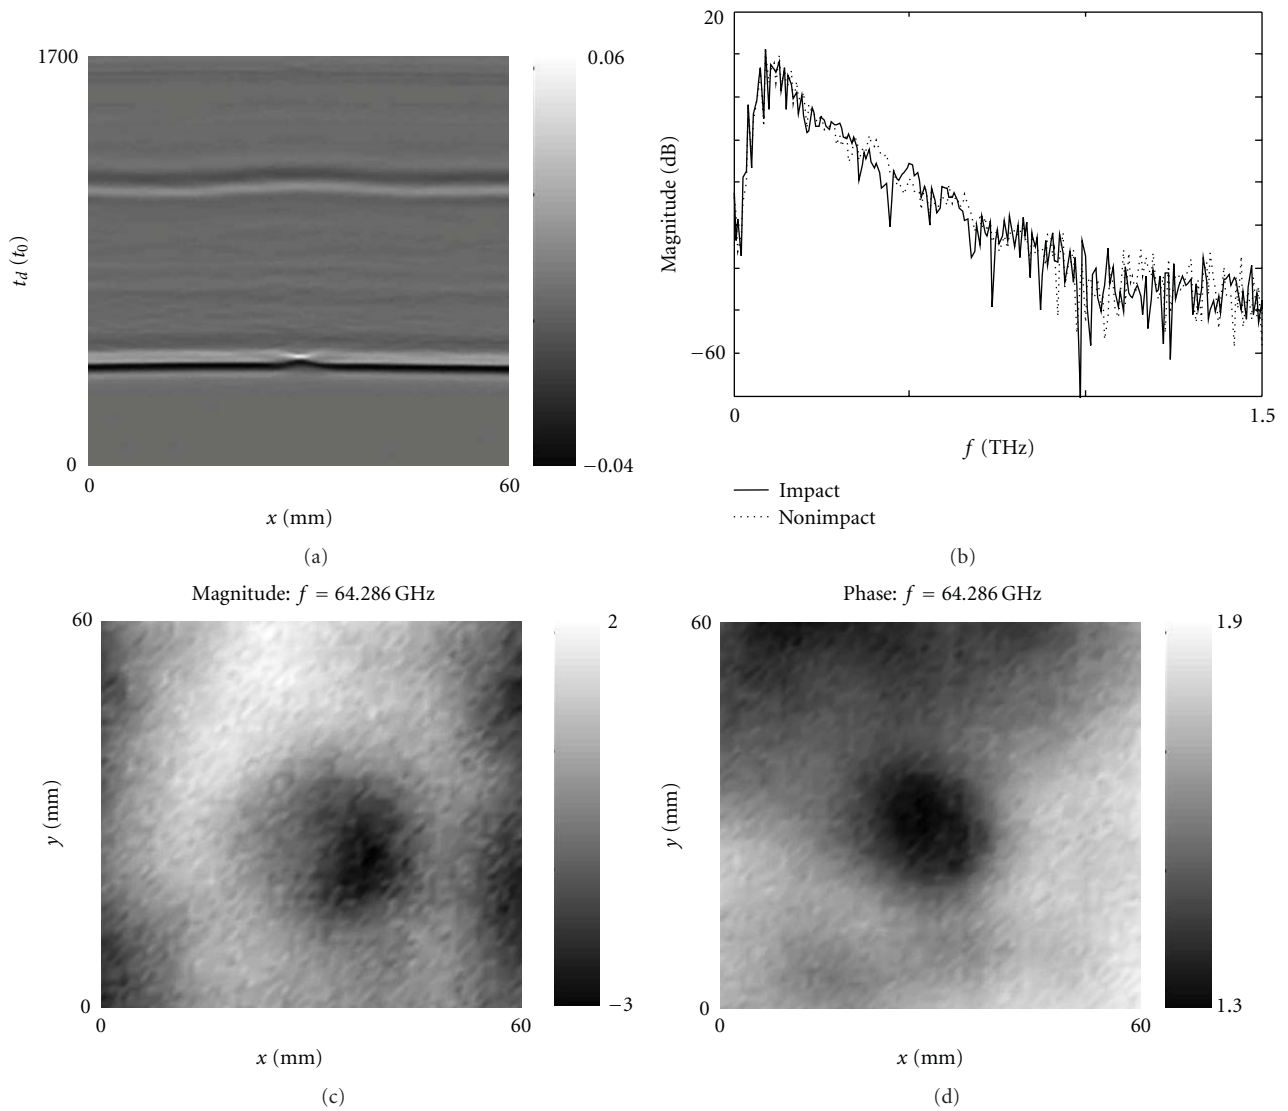 1700
0.06
t_d (t_0)
0
−0.04
0
60
x (mm)
(a)
20
Magnitude (dB)
−60
0
1.5
f (THz)
Impact
Nonimpact
(b)
Magnitude: f = 64.286 GHz
60
2
y (mm)
0
−3
0
60
x (mm)
(c)
Phase: f = 64.286 GHz
60
1.9
y (mm)
0
1.3
0
60
x (mm)
(d)